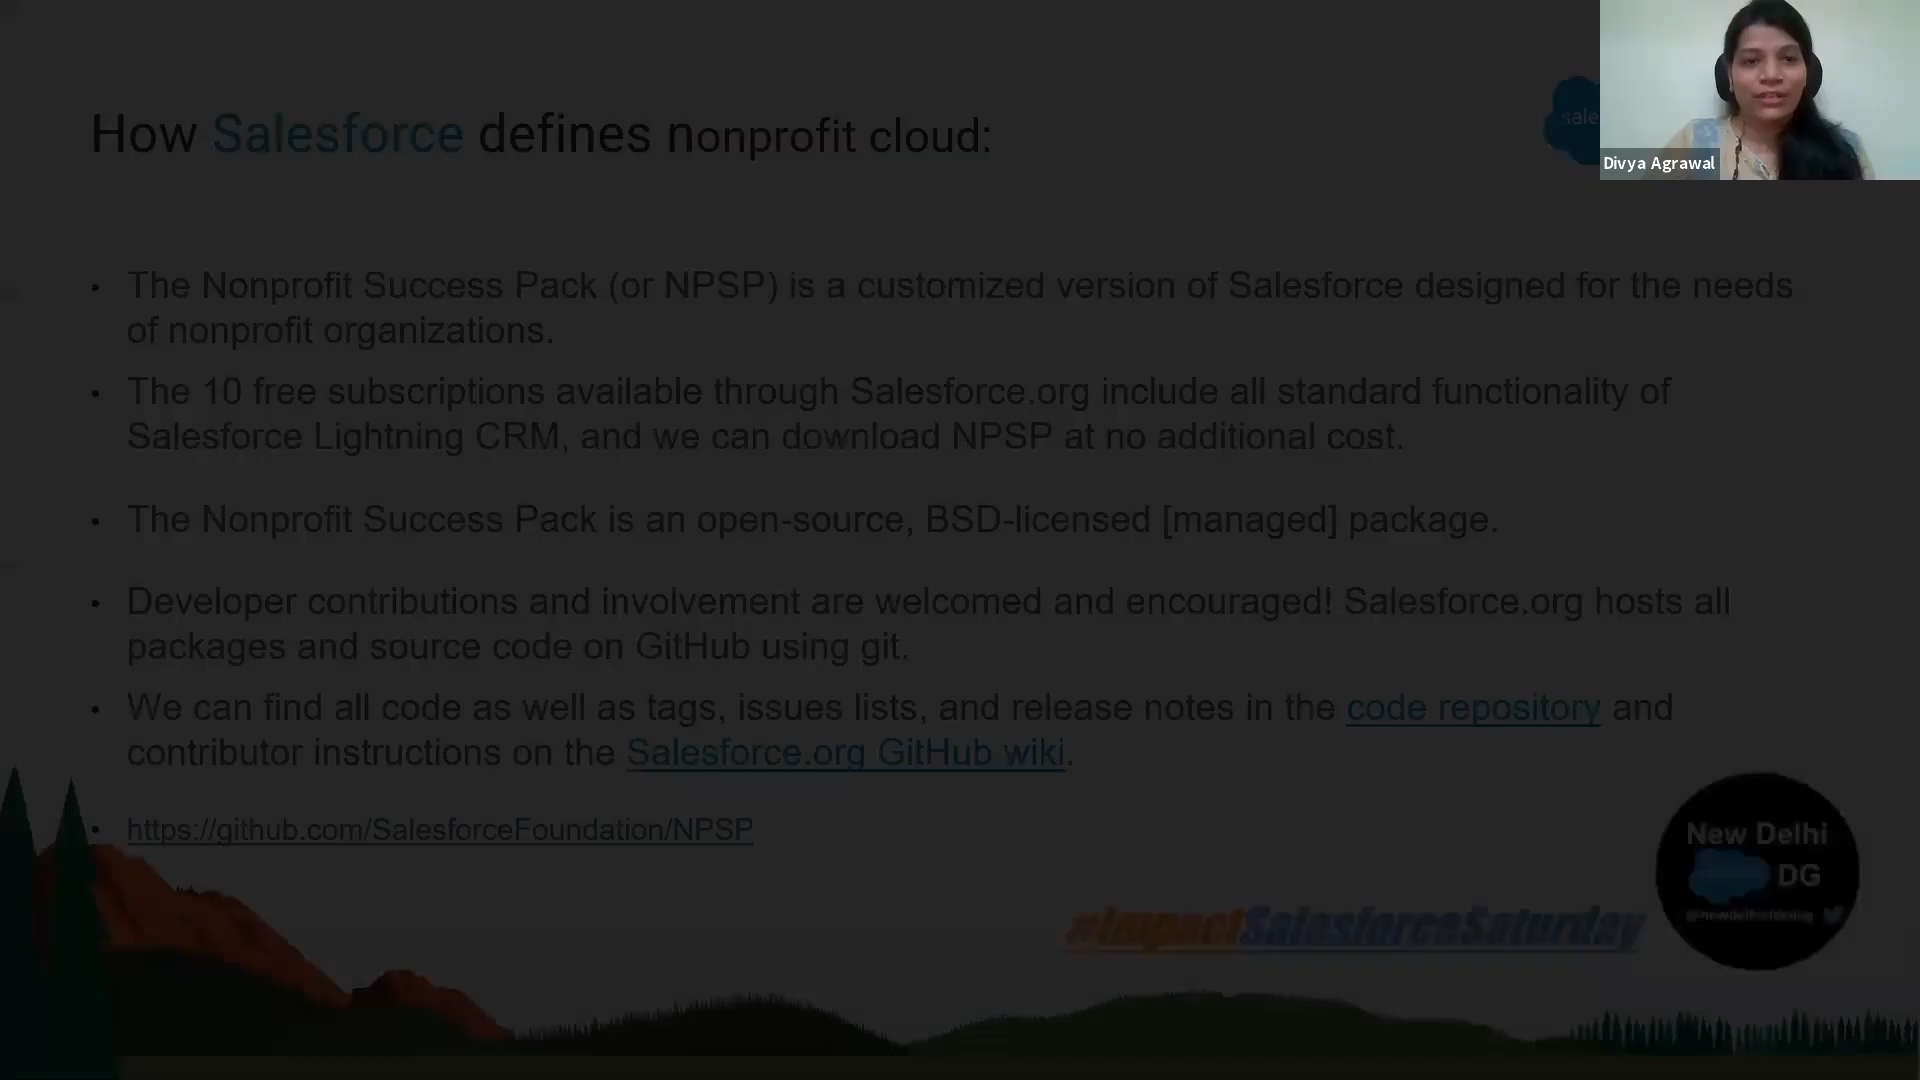 How Salesforce defines nonprofit cloud:
sale
Divya Agrawal
• The Nonprofit Success Pack (or NPSP) is a customized version of Salesforce designed for the needs
of nonprofit organizations.
• The 10 free subscriptions available through Salesforce.org include all standard functionality of
Salesforce Lightning CRM, and we can download NPSP at no additional cost.
• The Nonprofit Success Pack is an open-source, BSD-licensed [managed] package.
• Developer contributions and involvement are welcomed and encouraged! Salesforce.org hosts all
packages and source code on GitHub using git.
• We can find all code as well as tags, issues lists, and release notes in the code repository and
contributor instructions on the Salesforce.org GitHub wiki.
• https://github.com/SalesforceFoundation/NPSP
New Delhi
DG
#ImpactSalesforceSaturday